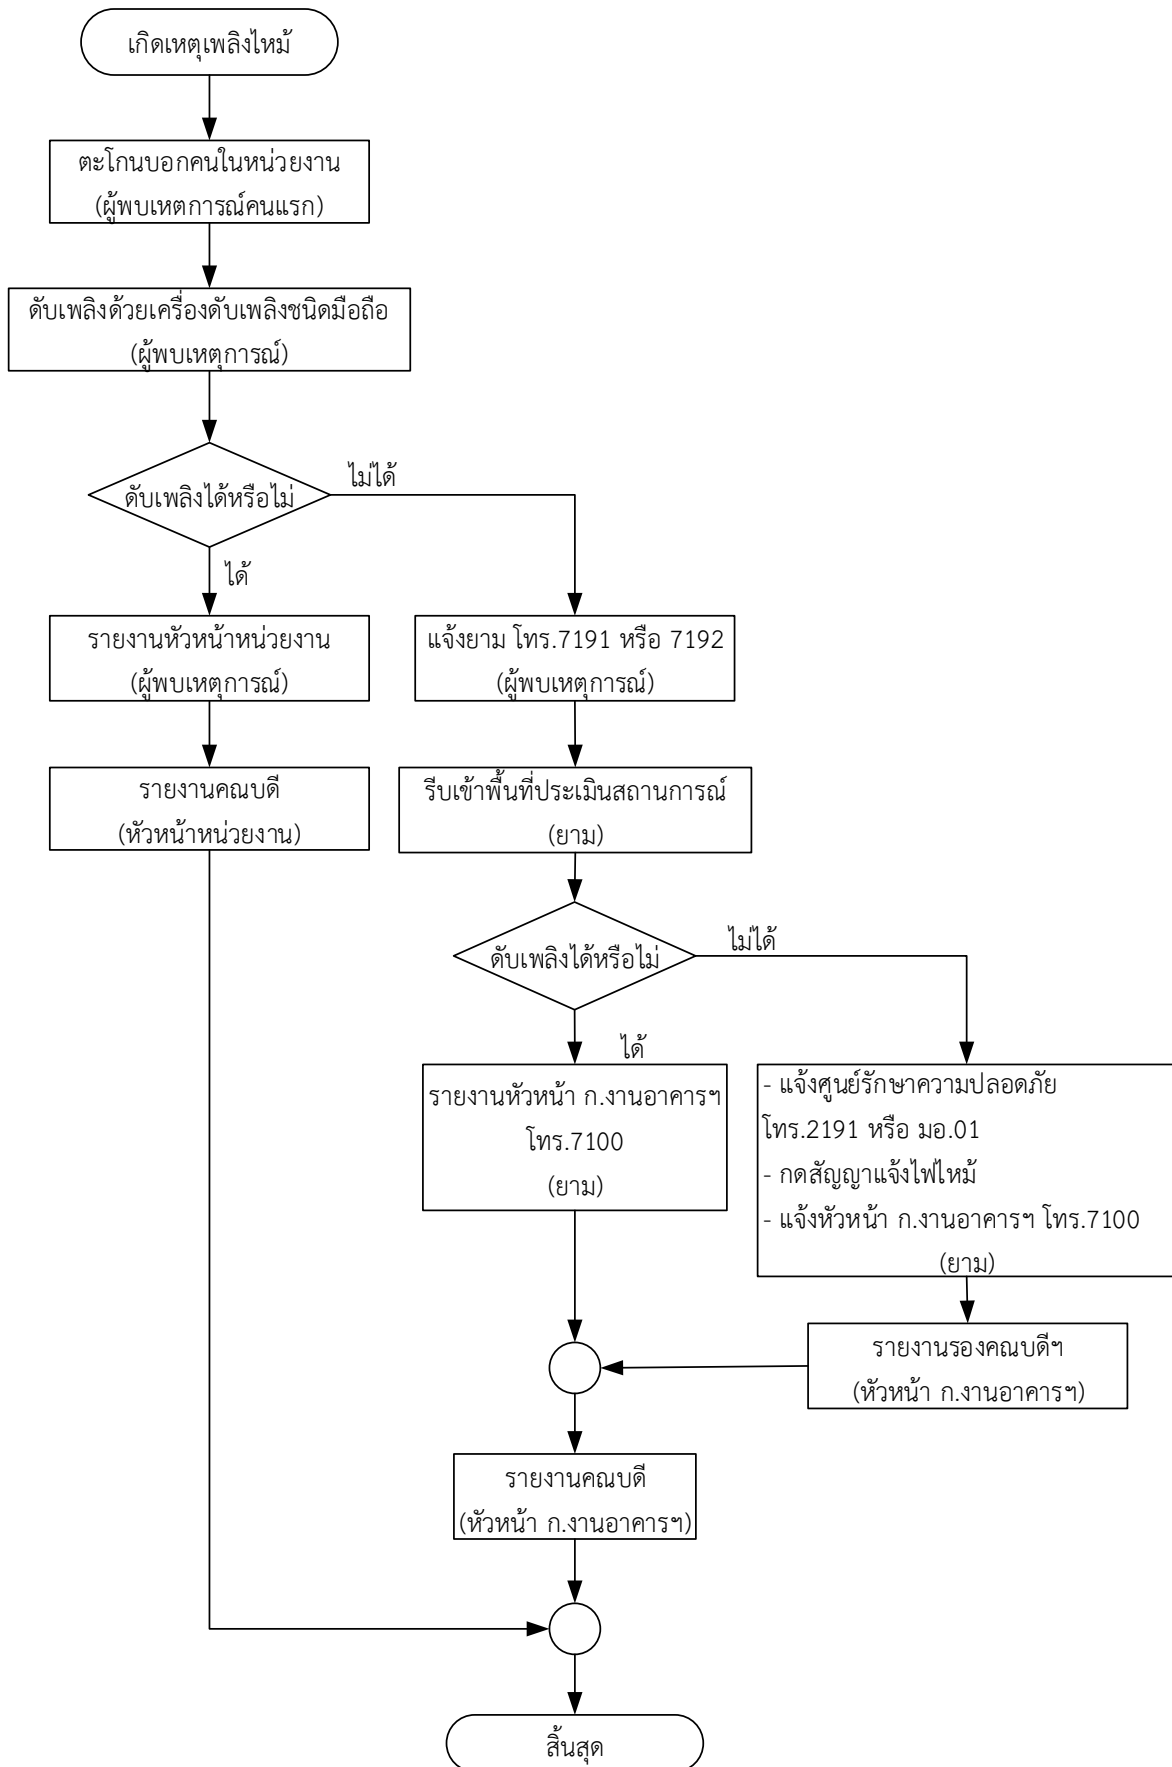 เกิดเหตุเพลิงไหม้
ตะโกนบอกคนในหน่วยงาน
(ผู้พบเหตการณ์คนแรก)
ดับเพลิงด้วยเครื่องดับเพลิงชนิดมือถือ
(ผู้พบเหตุการณ์)
ดับเพลิงได้หรือไม่
ไม่ได้
ได้
รายงานหัวหน้าหน่วยงาน
(ผู้พบเหตุการณ์)
แจ้งยาม โทร.7191 หรือ 7192
(ผู้พบเหตุการณ์)
รายงานคณบดี
(หัวหน้าหน่วยงาน)
รีบเข้าพื้นที่ประเมินสถานการณ์
(ยาม)
ดับเพลิงได้หรือไม่
ไม่ได้
ได้
รายงานหัวหน้า ก.งานอาคารฯ
โทร.7100
(ยาม)
- แจ้งศูนย์รักษาความปลอดภัย
โทร.2191 หรือ มอ.01
- กดสัญญาแจ้งไฟไหม้
- แจ้งหัวหน้า ก.งานอาคารฯ โทร.7100
(ยาม)
รายงานรองคณบดีฯ
(หัวหน้า ก.งานอาคารฯ)
รายงานคณบดี
(หัวหน้า ก.งานอาคารฯ)
สิ้นสุด